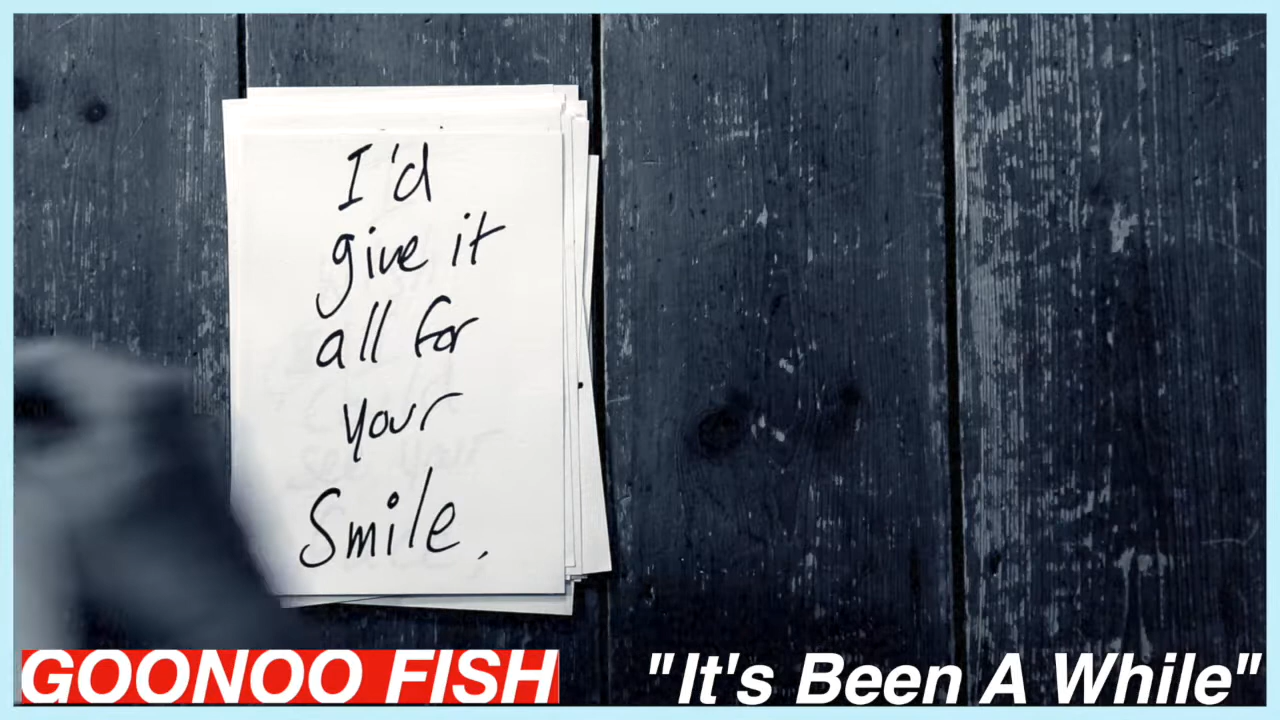 I'd
give it
all for
your
Smile.
GOONOO FISH
"It's Been A While"